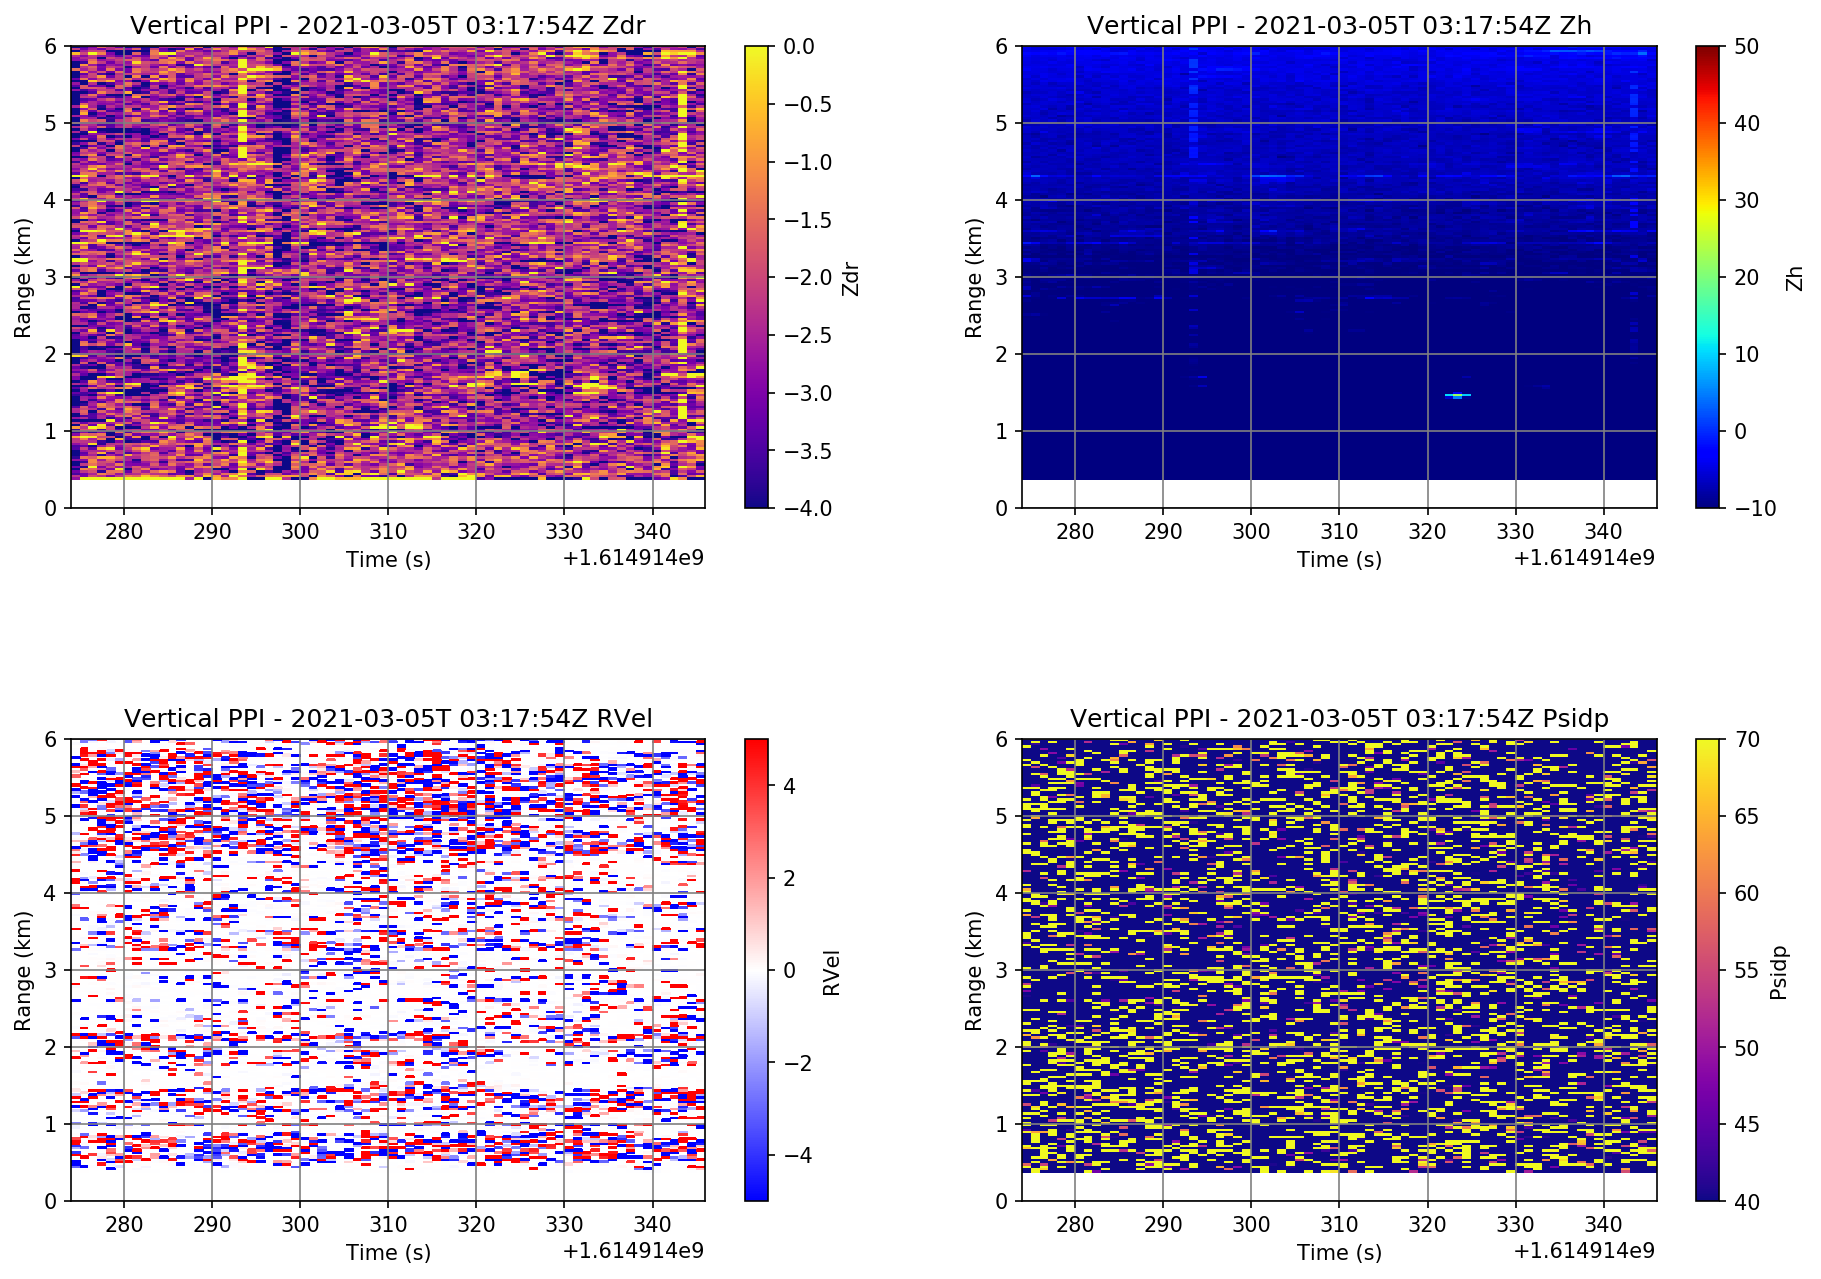 Vertical PPI - 2021-03-05T 03:17:54Z Zdr
6
5
4
3
2
1
0
Range (km)
280 290 300 310 320 330 340
Time (s)
+1.614914e9
0.0
−0.5
−1.0
−1.5
−2.0
−2.5
−3.0
−3.5
−4.0
Zdr
Vertical PPI - 2021-03-05T 03:17:54Z Zh
6
5
4
3
2
1
0
Range (km)
280 290 300 310 320 330 340
Time (s)
+1.614914e9
50
40
30
20
10
0
−10
Zh
Vertical PPI - 2021-03-05T 03:17:54Z RVel
6
5
4
3
2
1
0
Range (km)
280 290 300 310 320 330 340
Time (s)
+1.614914e9
4
2
0
−2
−4
RVel
Vertical PPI - 2021-03-05T 03:17:54Z Psidp
6
5
4
3
2
1
0
Range (km)
280 290 300 310 320 330 340
Time (s)
+1.614914e9
70
65
60
55
50
45
40
Psidp